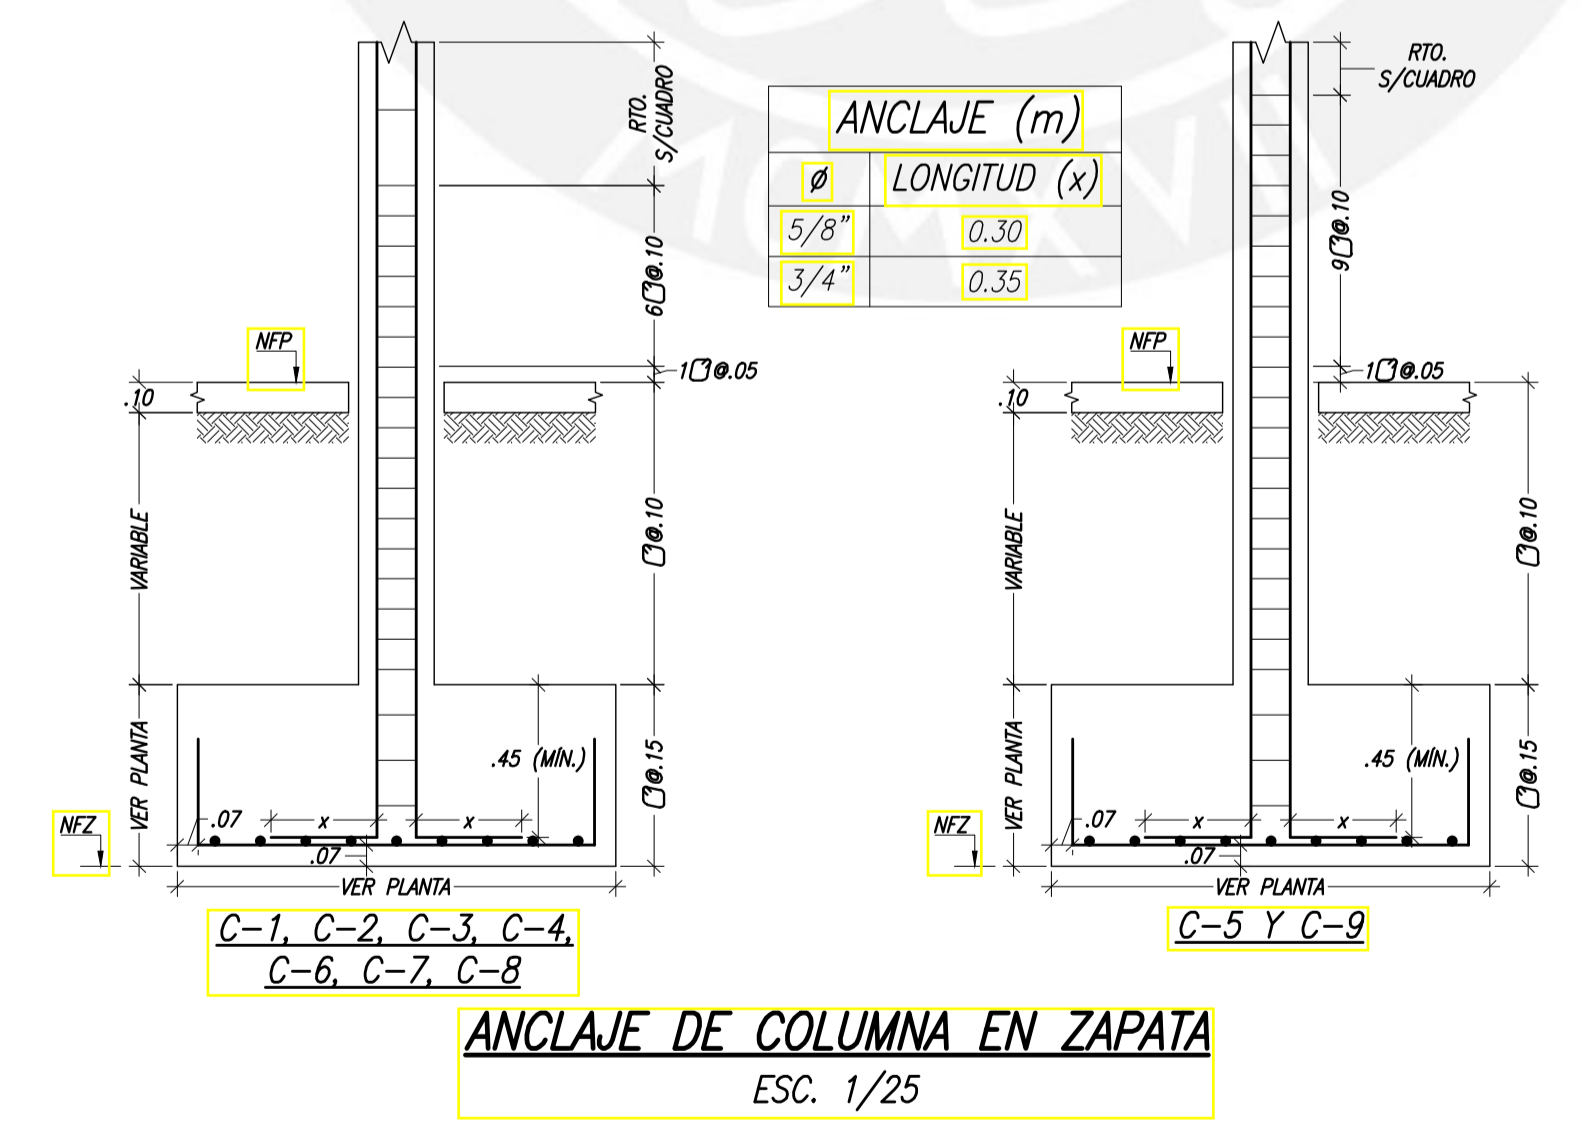 RTO.
S/CUADRO
6@.10
1@.05
NFP
.10
VARIABLE
@.10
VER PLANTA
.45 (MÍN.)
@.15
.07
x
x
NFZ
.07
VER PLANTA
C-1, C-2, C-3, C-4,
C-6, C-7, C-8
ANCLAJE (m)
Ø LONGITUD (x)
5/8" 0.30
3/4" 0.35
RTO.
S/CUADRO
9@.10
1@.05
NFP
.10
VARIABLE
@.10
VER PLANTA
.45 (MÍN.)
@.15
.07
x
x
NFZ
.07
VER PLANTA
C-5 Y C-9
ANCLAJE DE COLUMNA EN ZAPATA
ESC. 1/25